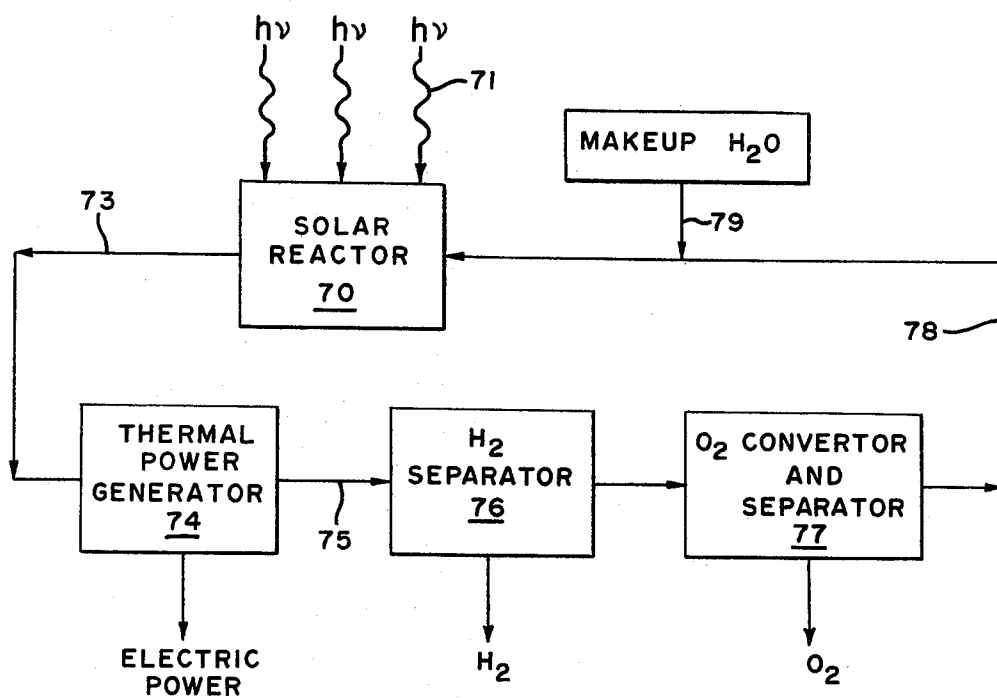 hν hν hν
71
MAKEUP H₂O
79
73
SOLAR
REACTOR
70
78
THERMAL
POWER
GENERATOR
74
75
H₂
SEPARATOR
76
O₂ CONVERTOR
AND
SEPARATOR
77
ELECTRIC
POWER
H₂
O₂